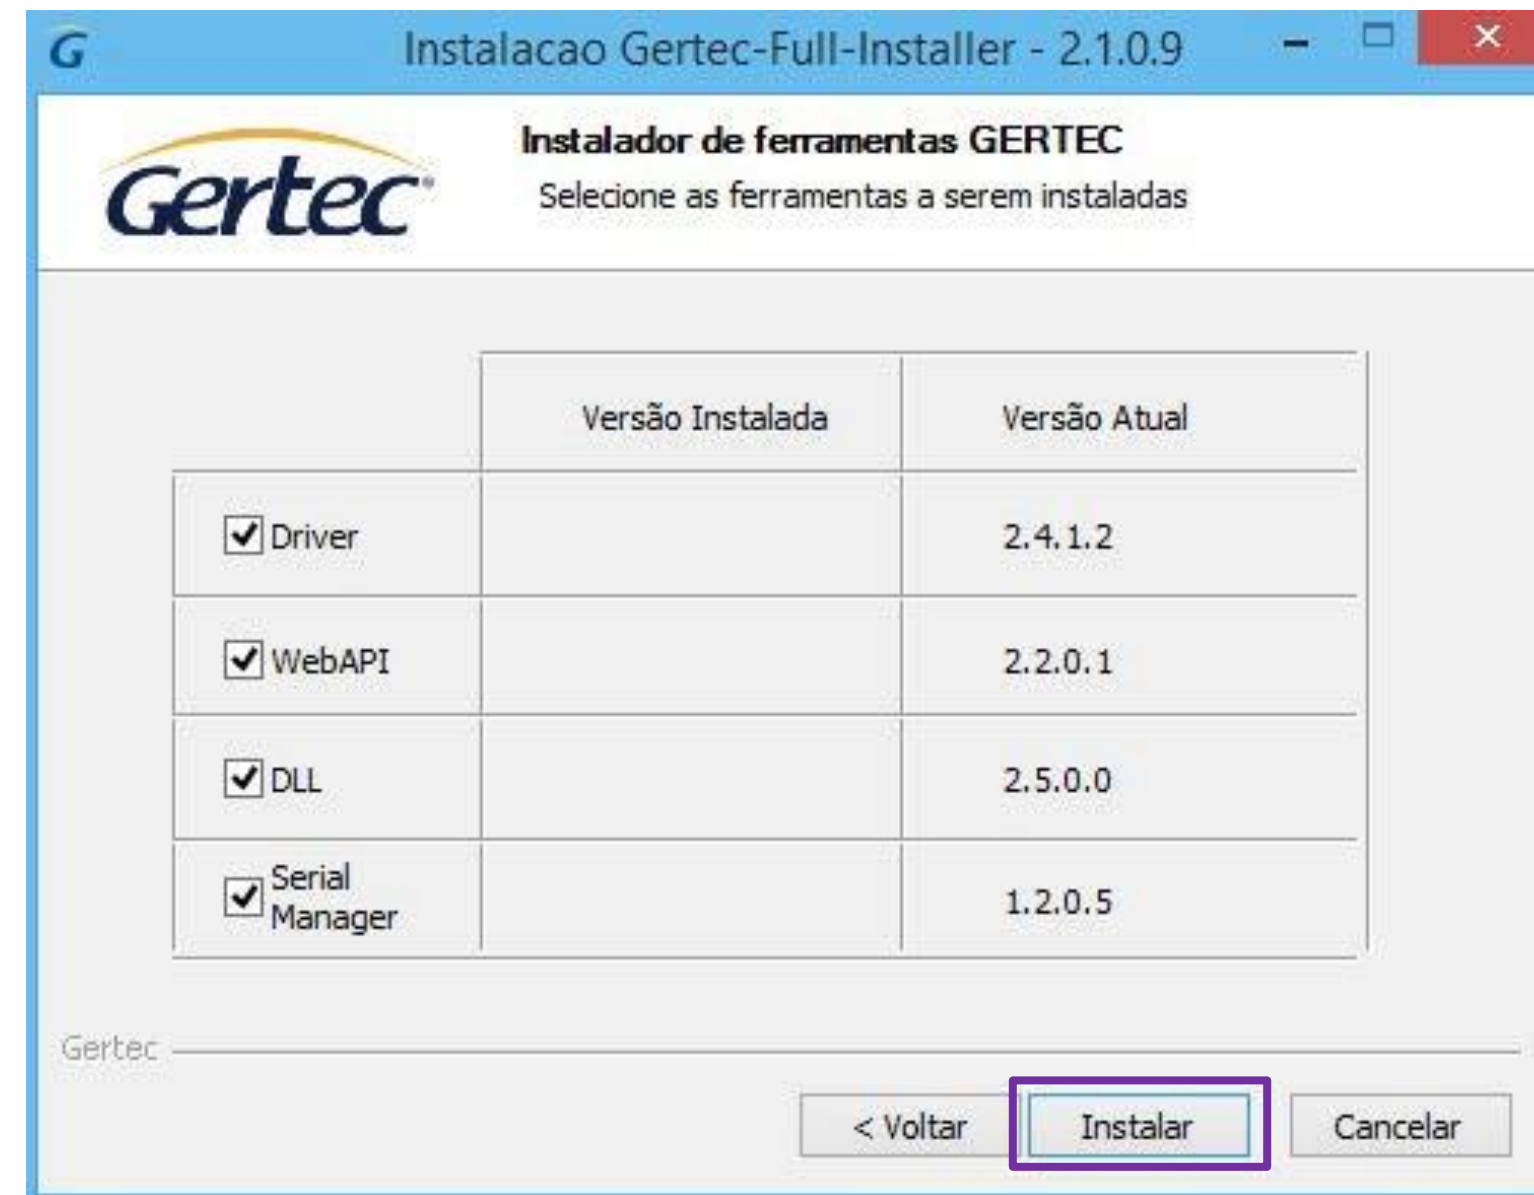 G
Instalacao Gertec-Full-Installer - 2.1.0.9
Gertec
Instalador de ferramentas GERTEC
Selecione as ferramentas a serem instaladas
Versão Instalada Versão Atual
Driver 2.4.1.2
WebAPI 2.2.0.1
DLL 2.5.0.0
Serial
Manager 1.2.0.5
Gertec
< Voltar Instalar Cancelar